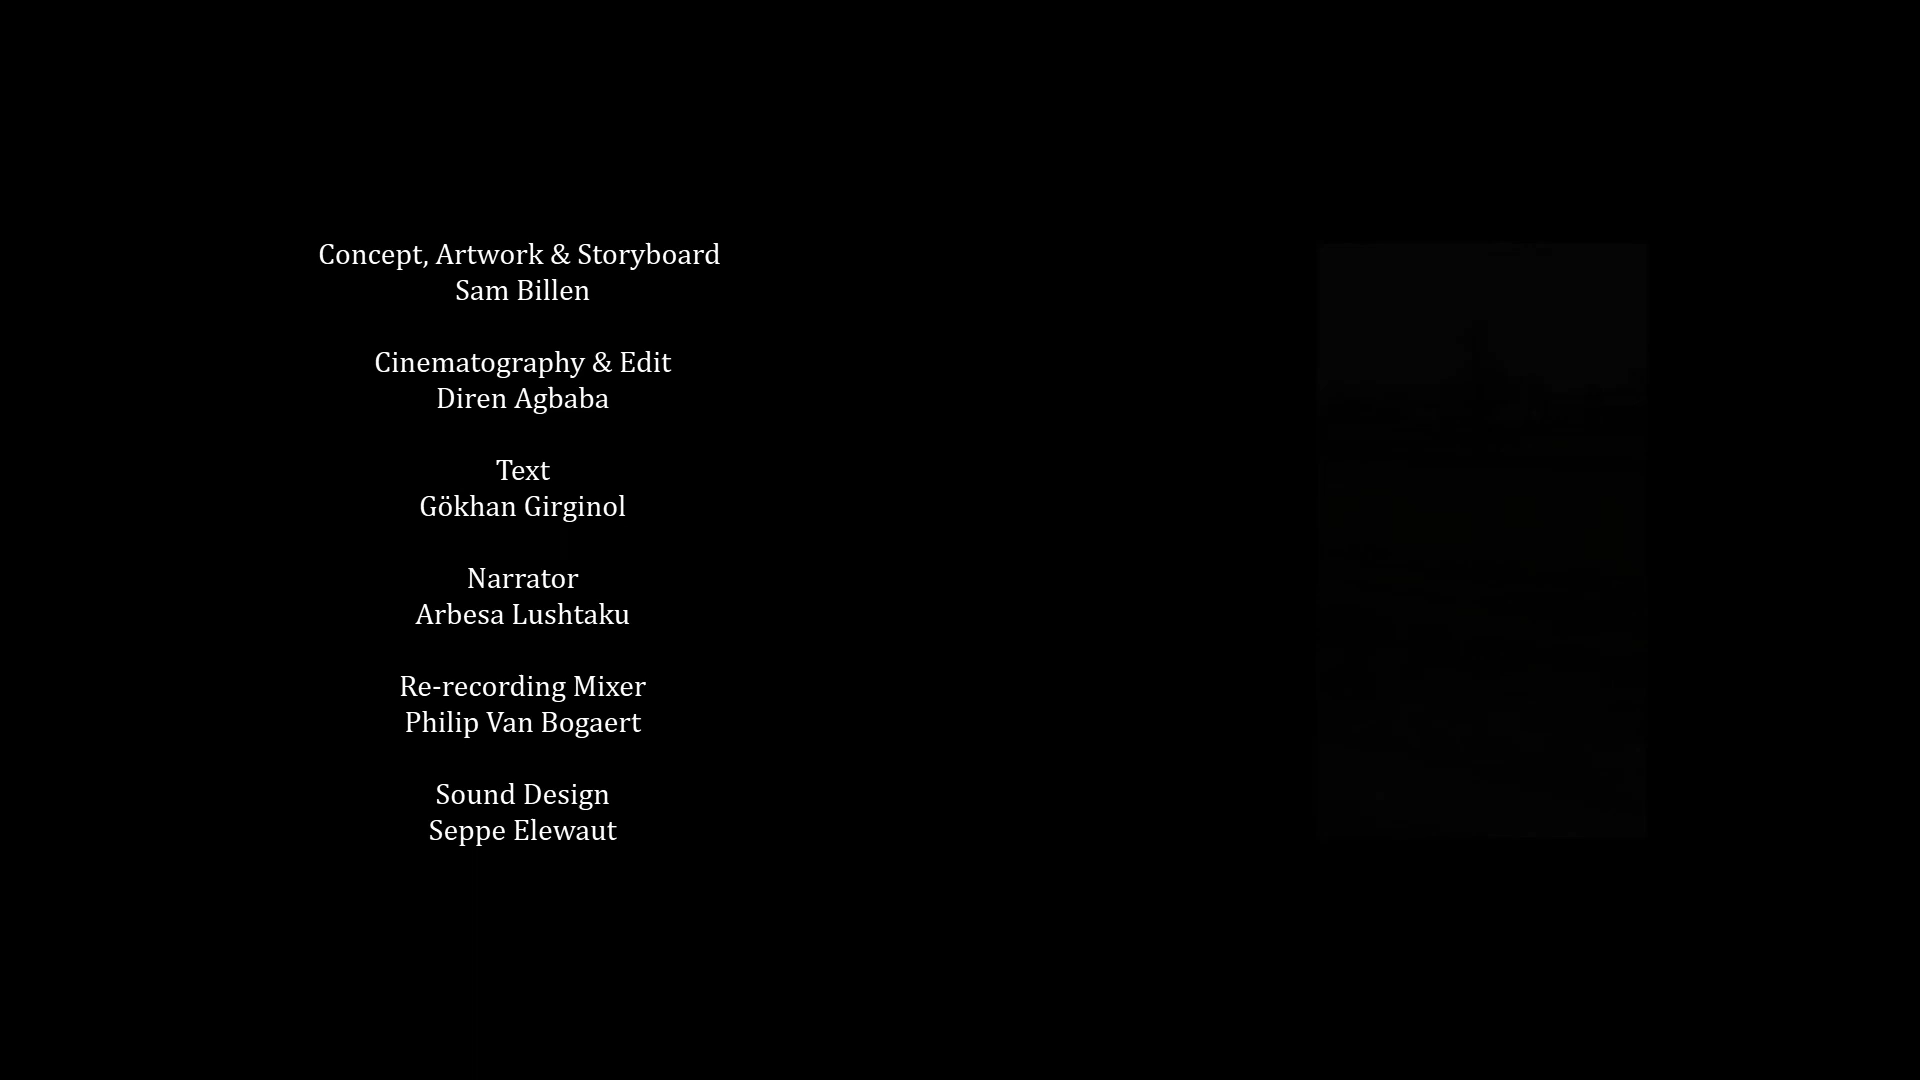 Concept, Artwork & Storyboard
Sam Billen
Cinematography & Edit
Diren Agbaba
Text
Gökhan Girginol
Narrator
Arbesa Lushtaku
Re-recording Mixer
Philip Van Bogaert
Sound Design
Seppe Elewaut